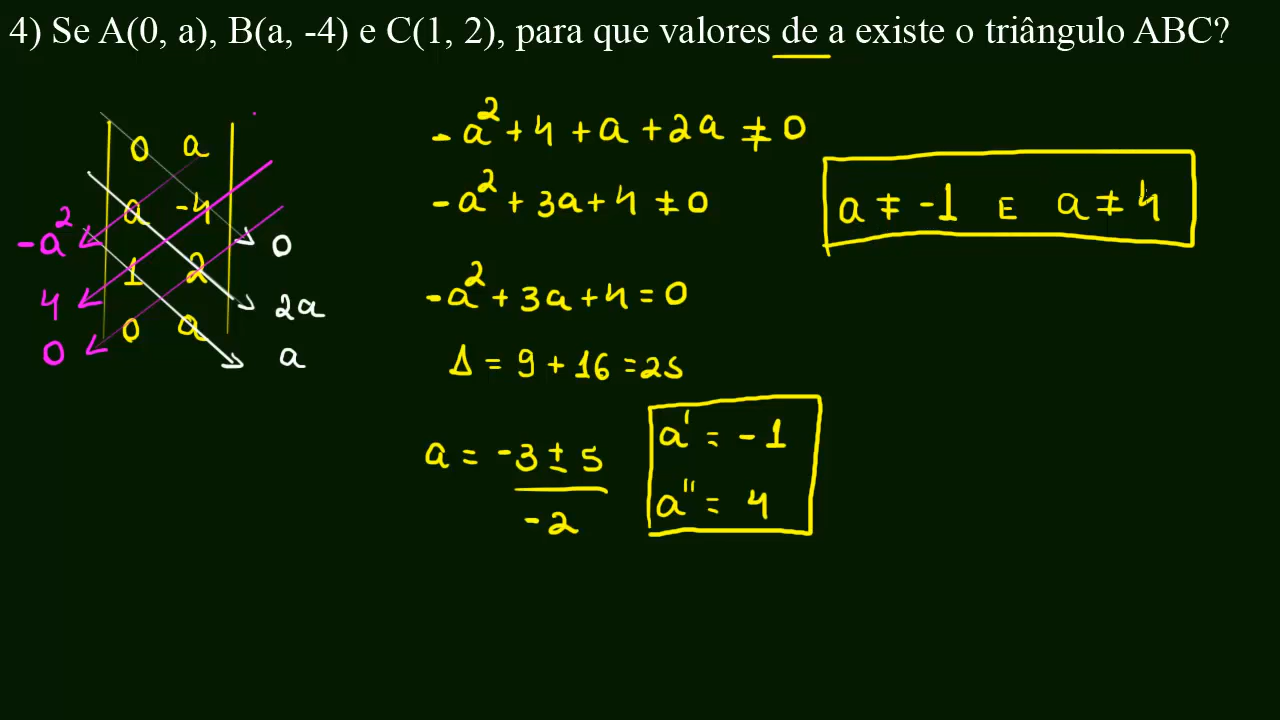 4) Se A(0, a), B(a, -4) e C(1, 2), para que valores de a existe o triângulo ABC?
0 a
a -4
1 2
0 a
-a²
4
0
0
2a
a
-a² + 4 + a + 2a ≠ 0
-a² + 3a + 4 ≠ 0
-a² + 3a + 4 = 0
Δ = 9 + 16 = 25
a = -3 ± 5
-2
a' = -1
a'' = 4
a ≠ -1 E a ≠ 4